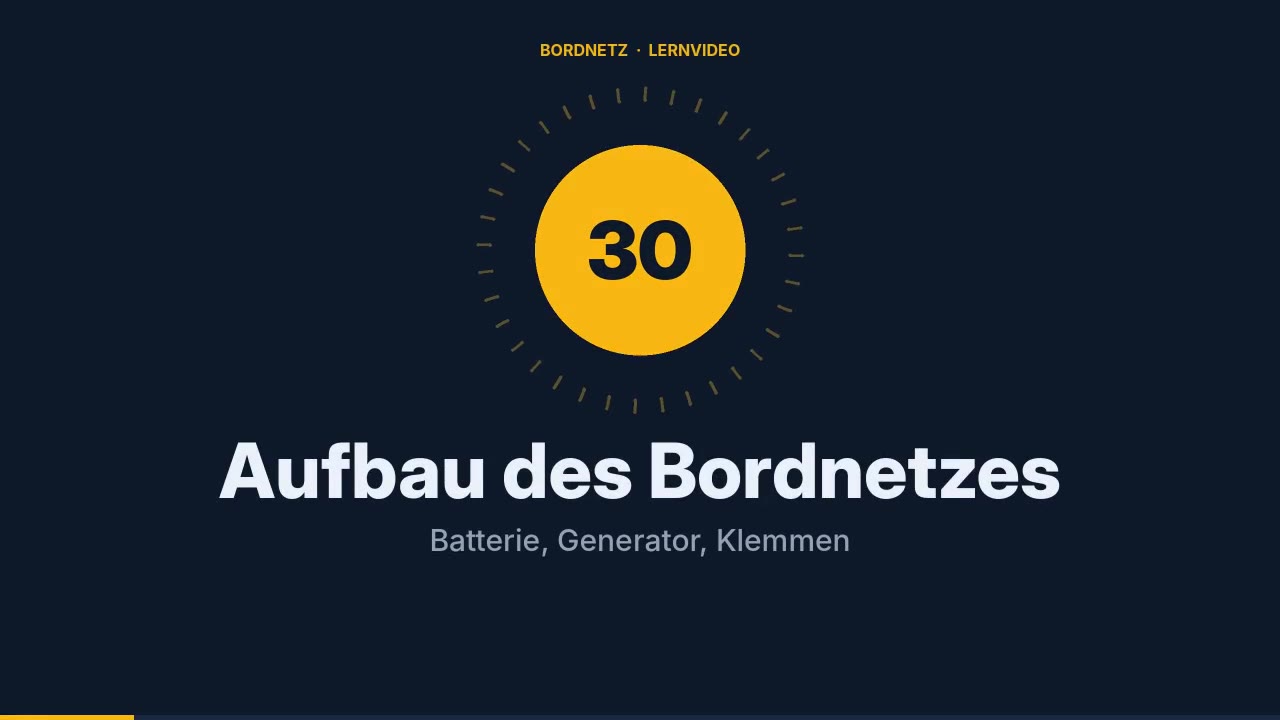 BORDNETZ · LERNVIDEO
30
Aufbau des Bordnetzes
Batterie, Generator, Klemmen